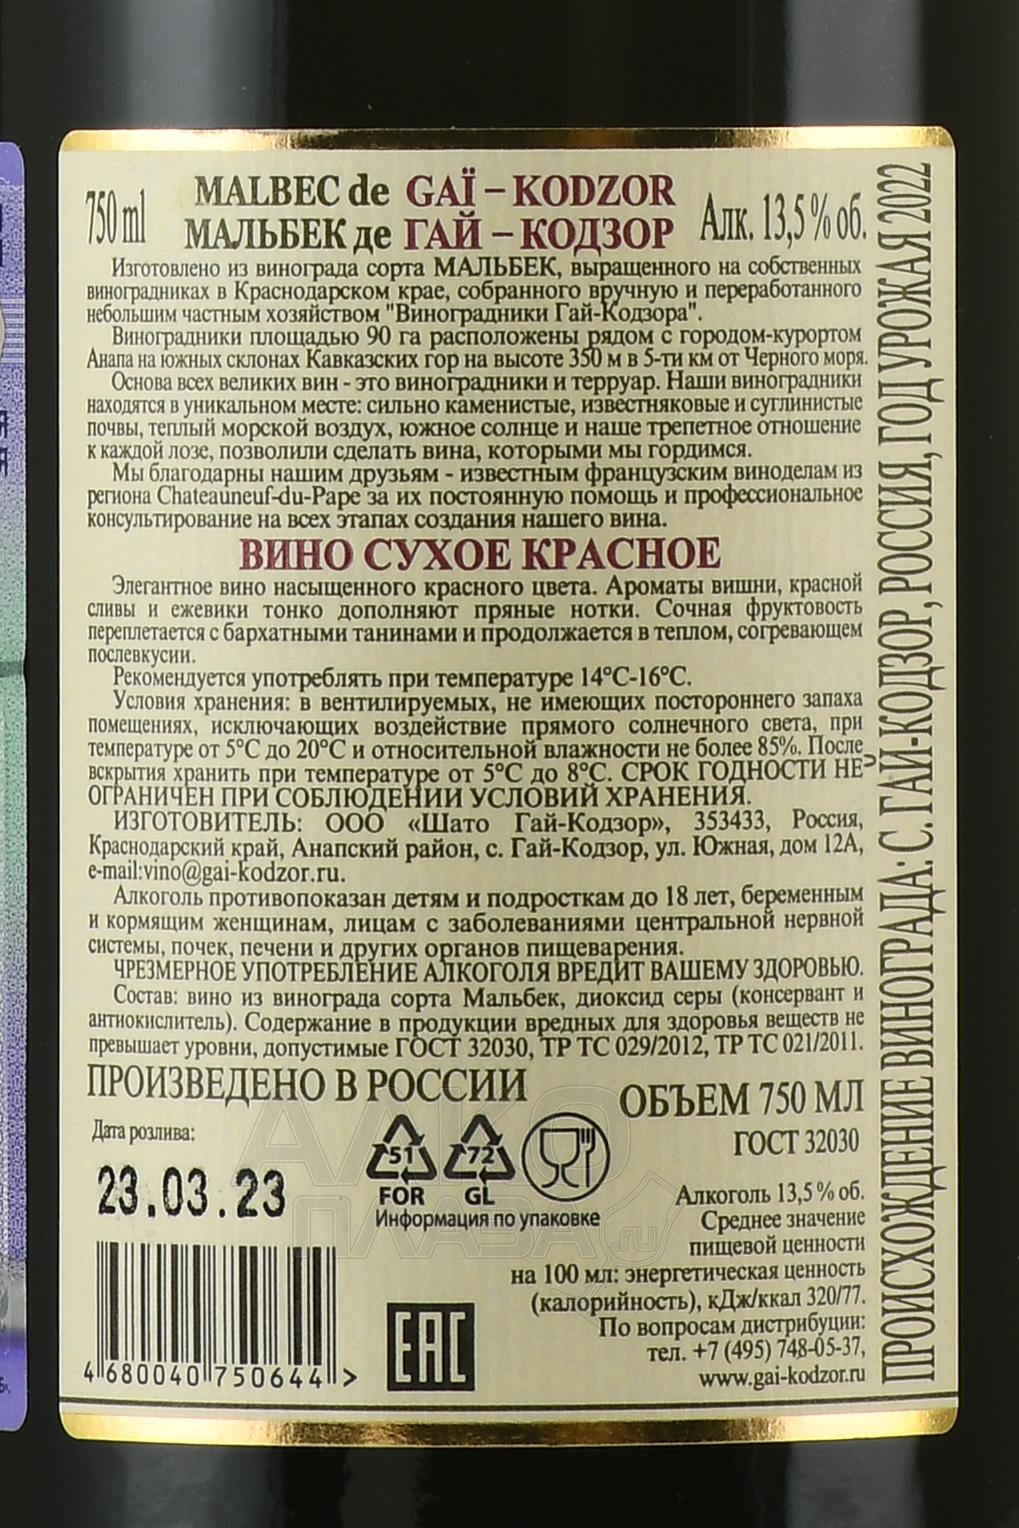 750 ml
MALBEC de GAÏ – KODZOR
МАЛЬБЕК де ГАЙ – КОДЗОР
Алк. 13,5 % об.
Изготовлено из винограда сорта МАЛЬБЕК, выращенного на собственных
виноградниках в Краснодарском крае, собранного вручную и переработанного
небольшим частным хозяйством "Виноградники Гай-Кодзора".
Виноградники площадью 90 га расположены рядом с городом-курортом
Анапа на южных склонах Кавказских гор на высоте 350 м в 5-ти км от Черного моря.
Основа всех великих вин - это виноградники и терруар. Наши виноградники
находятся в уникальном месте: сильно каменистые, известняковые и суглинистые
почвы, теплый морской воздух, южное солнце и наше трепетное отношение
к каждой лозе, позволили сделать вина, которыми мы гордимся.
Мы благодарны нашим друзьям - известным французским виноделам из
региона Chateauneuf-du-Pape за их постоянную помощь и профессиональное
консультирование на всех этапах создания нашего вина.
ВИНО СУХОЕ КРАСНОЕ
Элегантное вино насыщенного красного цвета. Ароматы вишни, красной
сливы и ежевики тонко дополняют пряные нотки. Сочная фруктовость
переплетается с бархатными танинами и продолжается в теплом, согревающем
послевкусии.
Рекомендуется употреблять при температуре 14°С-16°С.
Условия хранения: в вентилируемых, не имеющих постороннего запаха
помещениях, исключающих воздействие прямого солнечного света, при
температуре от 5°С до 20°С и относительной влажности не более 85%. После
вскрытия хранить при температуре от 5°С до 8°С. СРОК ГОДНОСТИ НЕ
ОГРАНИЧЕН ПРИ СОБЛЮДЕНИИ УСЛОВИЙ ХРАНЕНИЯ.
ИЗГОТОВИТЕЛЬ: ООО «Шато Гай-Кодзор», 353433, Россия,
Краснодарский край, Анапский район, с. Гай-Кодзор, ул. Южная, дом 12А,
e-mail:vino@gai-kodzor.ru.
Алкоголь противопоказан детям и подросткам до 18 лет, беременным
и кормящим женщинам, лицам с заболеваниями центральной нервной
системы, почек, печени и других органов пищеварения.
ЧРЕЗМЕРНОЕ УПОТРЕБЛЕНИЕ АЛКОГОЛЯ ВРЕДИТ ВАШЕМУ ЗДОРОВЬЮ.
Состав: вино из винограда сорта Мальбек, диоксид серы (консервант и
антиокислитель). Содержание в продукции вредных для здоровья веществ не
превышает уровни, допустимые ГОСТ 32030, ТР ТС 029/2012, ТР ТС 021/2011.
ПРОИЗВЕДЕНО В РОССИИ
ОБЪЕМ 750 МЛ
Дата розлива:
ГОСТ 32030
23.03.23
51
FOR
72
GL
Информация по упаковке
Алкоголь 13,5 % об.
Среднее значение
пищевой ценности
на 100 мл: энергетическая ценность
(калорийность), кДж/ккал 320/77.
По вопросам дистрибуции:
тел. +7 (495) 748-05-37,
www.gai-kodzor.ru
4 680040 750644 >
ЕАС
ПРОИСХОЖДЕНИЕ ВИНОГРАДА: С. ГАЙ-КОДЗОР, РОССИЯ, ГОД УРОЖАЯ 2022
АЛКО
ПЛАЗА.ru